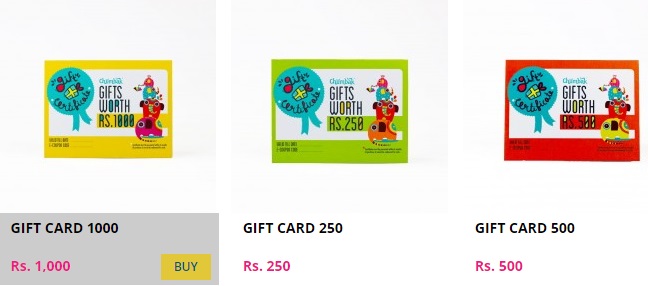 gift
certificate
Chumbak
GIFTS
WORTH
RS.1000
gift
certificate
Chumbak
GIFTS
WORTH
RS.250
gift
certificate
Chumbak
GIFTS
WORTH
RS.500
GIFT CARD 1000
GIFT CARD 250
GIFT CARD 500
Rs. 1,000
BUY
Rs. 250
Rs. 500